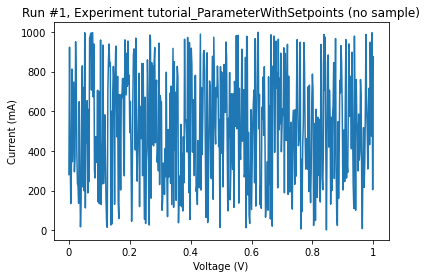 Run #1, Experiment tutorial_ParameterWithSetpoints (no sample)
1000
800
600
400
200
0
Current (mA)
0 0.2 0.4 0.6 0.8 1
Voltage (V)